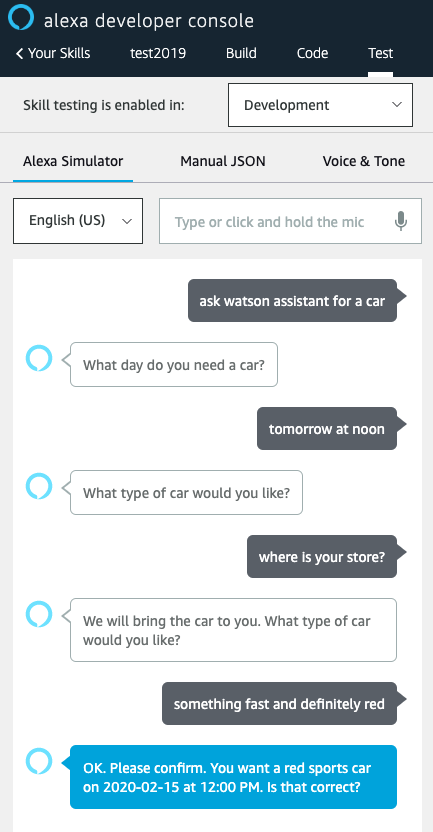 alexa developer console
Your Skills test2019 Build Code Test
Skill testing is enabled in: Development
Alexa Simulator Manual JSON Voice & Tone
English (US) Type or click and hold the mic
ask watson assistant for a car
What day do you need a car?
tomorrow at noon
What type of car would you like?
where is your store?
We will bring the car to you. What type of car
would you like?
something fast and definitely red
OK. Please confirm. You want a red sports car
on 2020-02-15 at 12:00 PM. Is that correct?